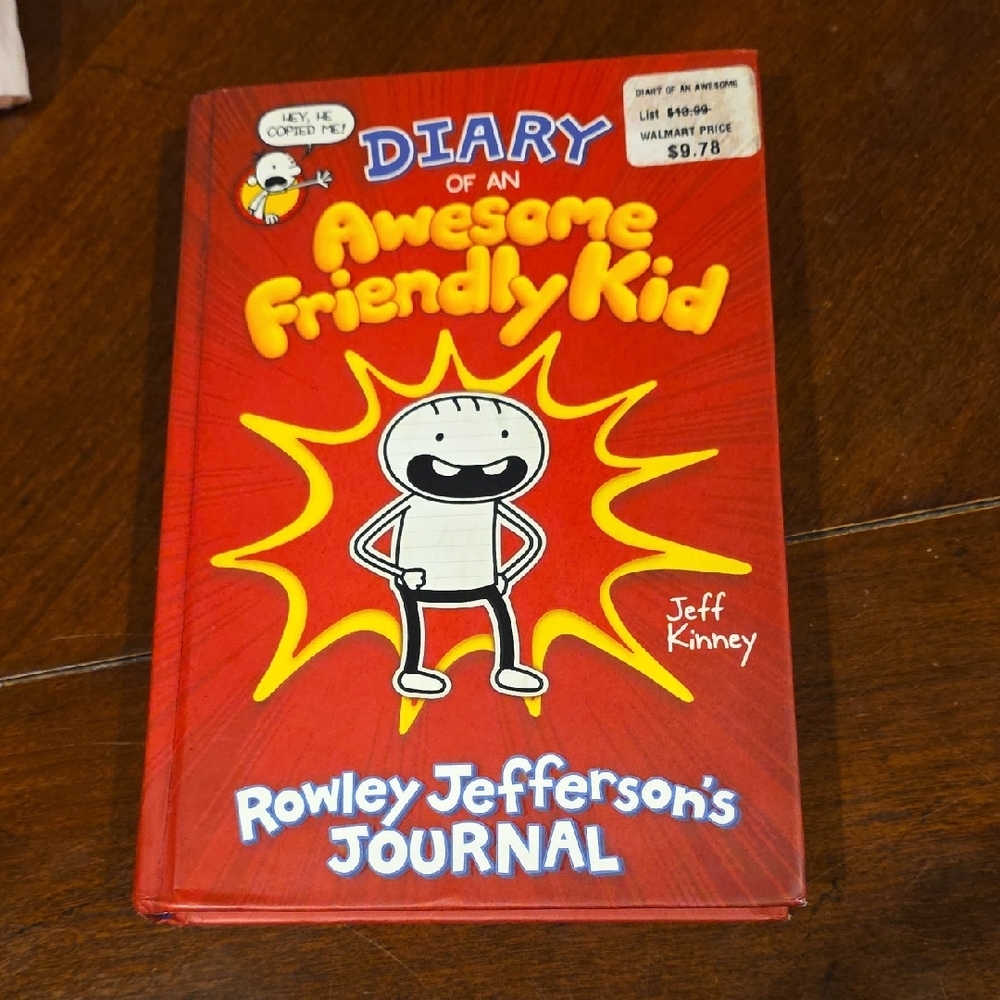 HEY, HE
COPIED ME!
DIARY
OF AN
Awesome
Friendly Kid
DIARY OF AN AWESOME
List $13.99
WALMART PRICE
$9.78
Jeff
Kinney
Rowley Jefferson's
JOURNAL